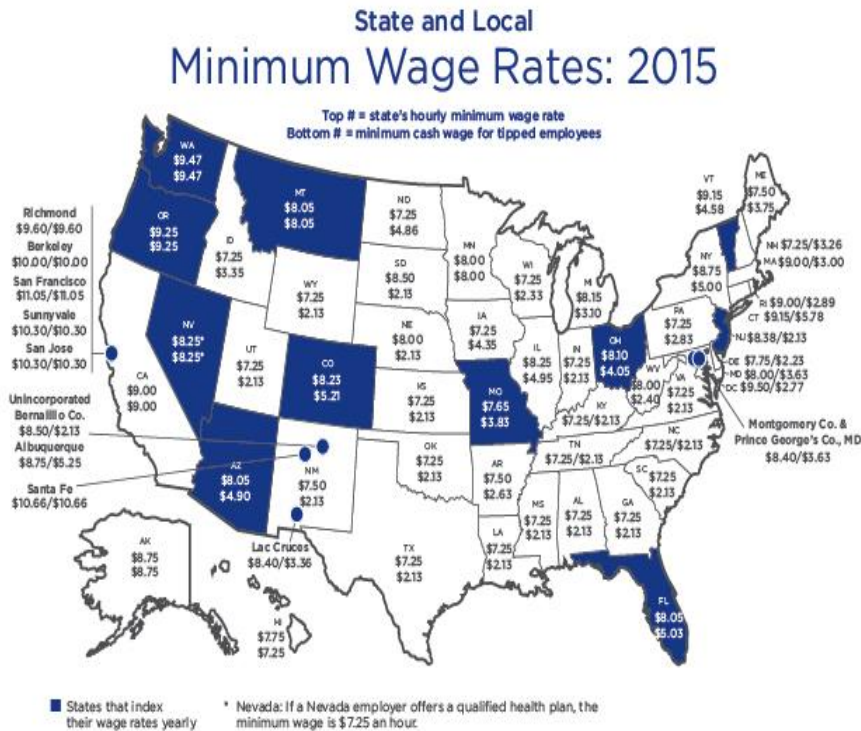 State and Local
Minimum Wage Rates: 2015
Top # = state's hourly minimum wage rate
Bottom # = minimum cash wage for tipped employees
WA
$9.47
$9.47
OR
$9.25
$9.25
MT
$8.05
$8.05
ID
$7.25
$3.35
ND
$7.25
$4.86
SD
$8.50
$2.13
MN
$8.00
$8.00
WI
$7.25
$2.33
MI
$8.15
$3.10
VT
$9.15
$4.58
ME
$7.50
$3.75
NY
$8.75
$5.00
NH $7.25/$3.26
MA $9.00/$3.00
RI $9.00/$2.89
CT $9.15/$5.78
NJ $8.38/$2.13
DE $7.75/$2.23
MD $8.00/$3.63
DC $9.50/$2.77
Montgomery Co. &
Prince George's Co., MD
$8.40/$3.63
Richmond
$9.60/$9.60
Berkeley
$10.00/$10.00
San Francisco
$11.05/$11.05
Sunnyvale
$10.30/$10.30
San Jose
$10.30/$10.30
Unincorporated
Bernalillio Co.
$8.50/$2.13
Albuquerque
$8.75/$5.25
Santa Fe
$10.66/$10.66
Lac Cruces
$8.40/$3.36
WY
$7.25
$2.13
NV
$8.25*
$8.25*
UT
$7.25
$2.13
CO
$8.23
$5.21
CA
$9.00
$9.00
AZ
$8.05
$4.90
NM
$7.50
$2.13
NE
$8.00
$2.13
KS
$7.25
$2.13
OK
$7.25
$2.13
TX
$7.25
$2.13
IA
$7.25
$4.35
MO
$7.65
$3.83
AR
$7.50
$2.63
LA
$7.25
$2.13
IL
$8.25
$4.95
IN
$7.25
$2.13
OH
$8.10
$4.05
PA
$7.25
$2.83
WV
$8.00
$2.40
VA
$7.25
$2.13
KY
$7.25/$2.13
TN
$7.25/$2.13
NC
$7.25/$2.13
SC
$7.25
$2.13
MS
$7.25
$2.13
AL
$7.25
$2.13
GA
$7.25
$2.13
FL
$8.05
$5.03
AK
$8.75
$8.75
HI
$7.75
$7.25
States that index
their wage rates yearly
* Nevada: If a Nevada employer offers a qualified health plan, the
minimum wage is $7.25 an hour.